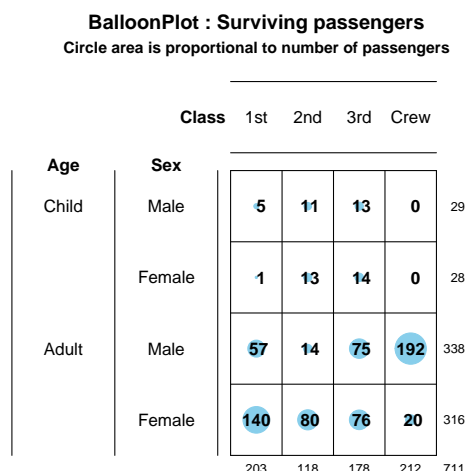 BalloonPlot : Surviving passengers
Circle area is proportional to number of passengers
Class 1st 2nd 3rd Crew
Age Sex
Child Male 5 11 13 0 29
Female 1 13 14 0 28
Adult Male 57 14 75 192 338
Female 140 80 76 20 316
203 118 178 212 711